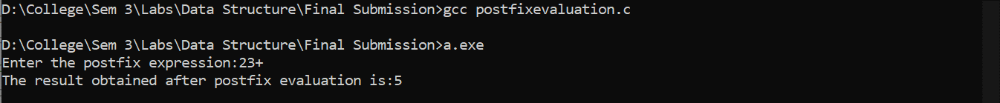 D:\College\Sem 3\Labs\Data Structure\Final Submission>gcc postfixevaluation.c
D:\College\Sem 3\Labs\Data Structure\Final Submission>a.exe
Enter the postfix expression:23+
The result obtained after postfix evaluation is:5